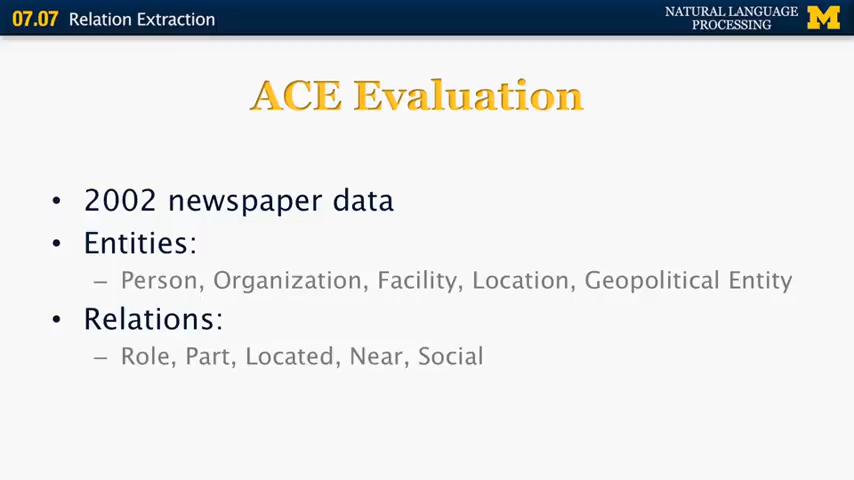 07.07 Relation Extraction
NATURAL LANGUAGE
PROCESSING
M
ACE Evaluation
• 2002 newspaper data
• Entities:
– Person, Organization, Facility, Location, Geopolitical Entity
• Relations:
– Role, Part, Located, Near, Social